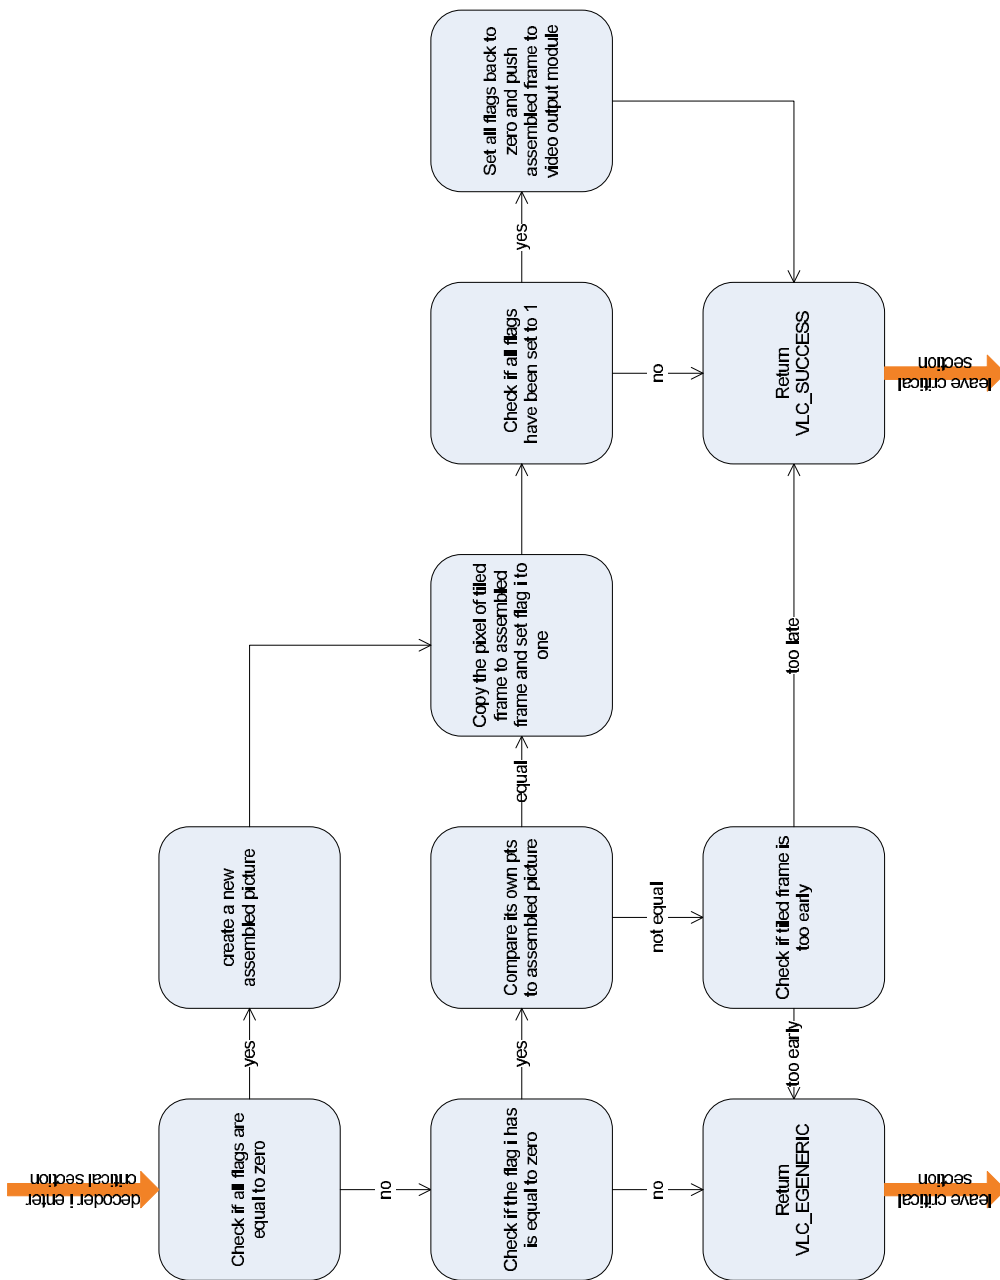 decoder i enter
critical section
Check if all flags are
equal to zero
yes
create a new
assembled picture
no
Check if the flag i has
is equal to zero
yes
Compare its own pts
to assembled picture
equal
Copy the pixel of tiled
frame to assembled
frame and set flag i to
one
Check if all flags
have been set to 1
yes
Set all flags back to
zero and push
assembled frame to
video output module
no
Return
VLC_EGENERIC
not equal
Check if tiled frame is
too early
too early
too late
no
Return
VLC_SUCCESS
leave critical
section
leave critical
section